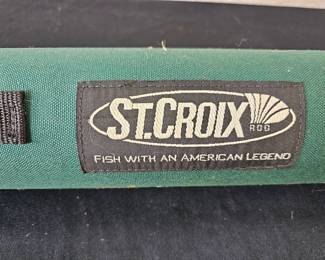 ST.CROIX
ROD
FISH WITH AN AMERICAN LEGEND